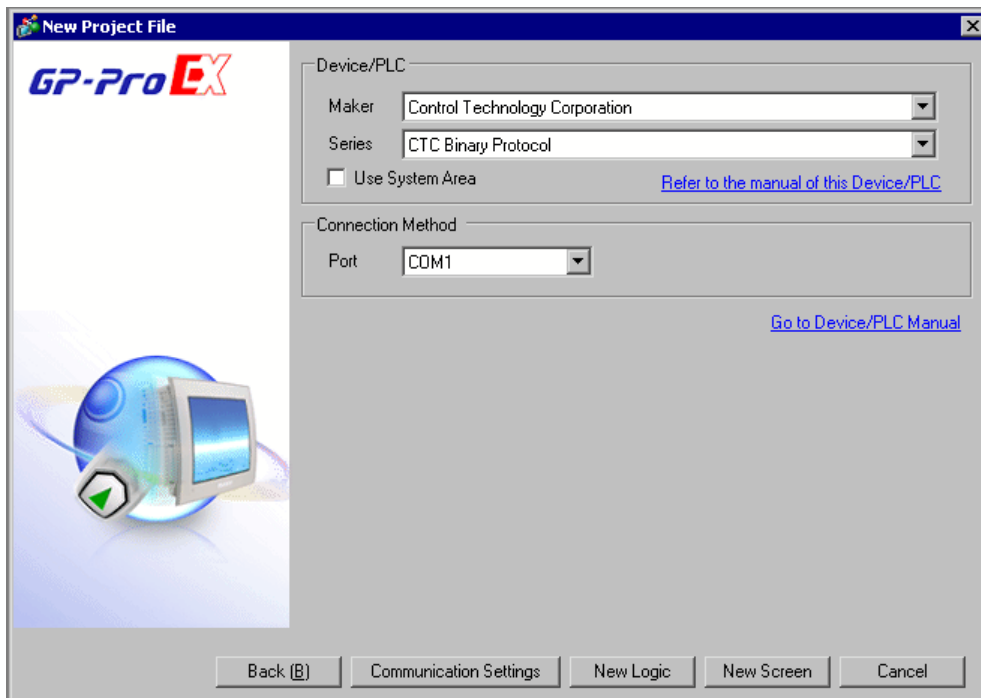 New Project File
GP-Pro EX
Device/PLC
Maker Control Technology Corporation
Series CTC Binary Protocol
Use System Area Refer to the manual of this Device/PLC
Connection Method
Port COM1
Go to Device/PLC Manual
Back (B) Communication Settings New Logic New Screen Cancel